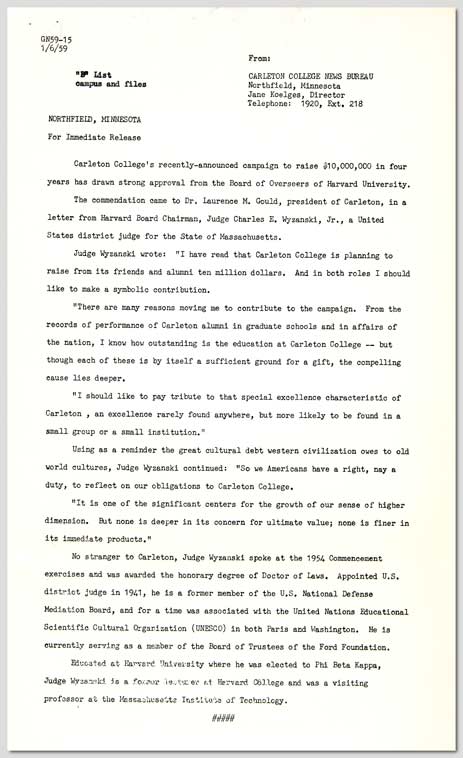 GN59-15
1/6/59
From:
"B" List
campus and files
CARLETON COLLEGE NEWS BUREAU
Northfield, Minnesota
Jane Koelges, Director
Telephone: 1920, Ext. 218
NORTHFIELD, MINNESOTA
For Immediate Release
Carleton College's recently-announced campaign to raise $10,000,000 in four
years has drawn strong approval from the Board of Overseers of Harvard University.
The commendation came to Dr. Laurence M. Gould, president of Carleton, in a
letter from Harvard Board Chairman, Judge Charles E. Wyzanski, Jr., a United
States district judge for the State of Massachusetts.
Judge Wyzanski wrote: "I have read that Carleton College is planning to
raise from its friends and alumni ten million dollars. And in both roles I should
like to make a symbolic contribution.
"There are many reasons moving me to contribute to the campaign. From the
records of performance of Carleton alumni in graduate schools and in affairs of
the nation, I know how outstanding is the education at Carleton College -- but
though each of these is by itself a sufficient ground for a gift, the compelling
cause lies deeper.
"I should like to pay tribute to that special excellence characteristic of
Carleton , an excellence rarely found anywhere, but more likely to be found in a
small group or a small institution."
Using as a reminder the great cultural debt western civilization owes to old
world cultures, Judge Wyzanski continued: "So we Americans have a right, nay a
duty, to reflect on our obligations to Carleton College.
"It is one of the significant centers for the growth of our sense of higher
dimension. But none is deeper in its concern for ultimate value; none is finer in
its immediate products."
No stranger to Carleton, Judge Wyzanski spoke at the 1954 Commencement
exercises and was awarded the honorary degree of Doctor of Laws. Appointed U.S.
district judge in 1941, he is a former member of the U.S. National Defense
Mediation Board, and for a time was associated with the United Nations Educational
Scientific Cultural Organization (UNESCO) in both Paris and Washington. He is
currently serving as a member of the Board of Trustees of the Ford Foundation.
Educated at Harvard University where he was elected to Phi Beta Kappa,
Judge Wyzanski is a former lecturer at Harvard College and was a visiting
professor at the Massachusetts Institute of Technology.
#####